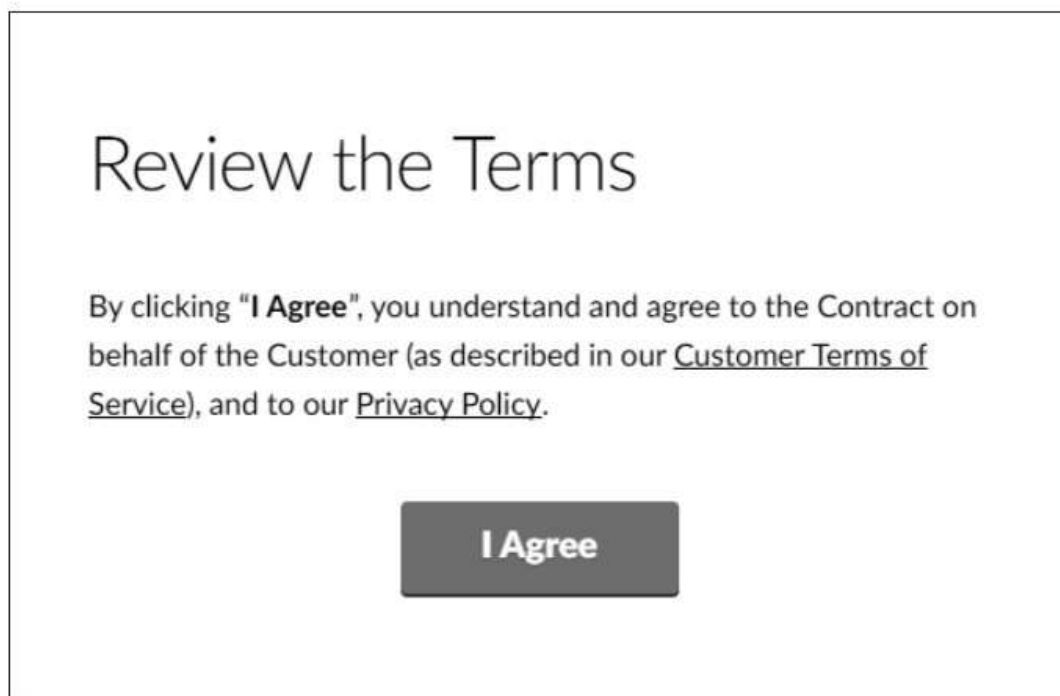 Review the Terms
By clicking “I Agree”, you understand and agree to the Contract on
behalf of the Customer (as described in our Customer Terms of
Service), and to our Privacy Policy.
I Agree